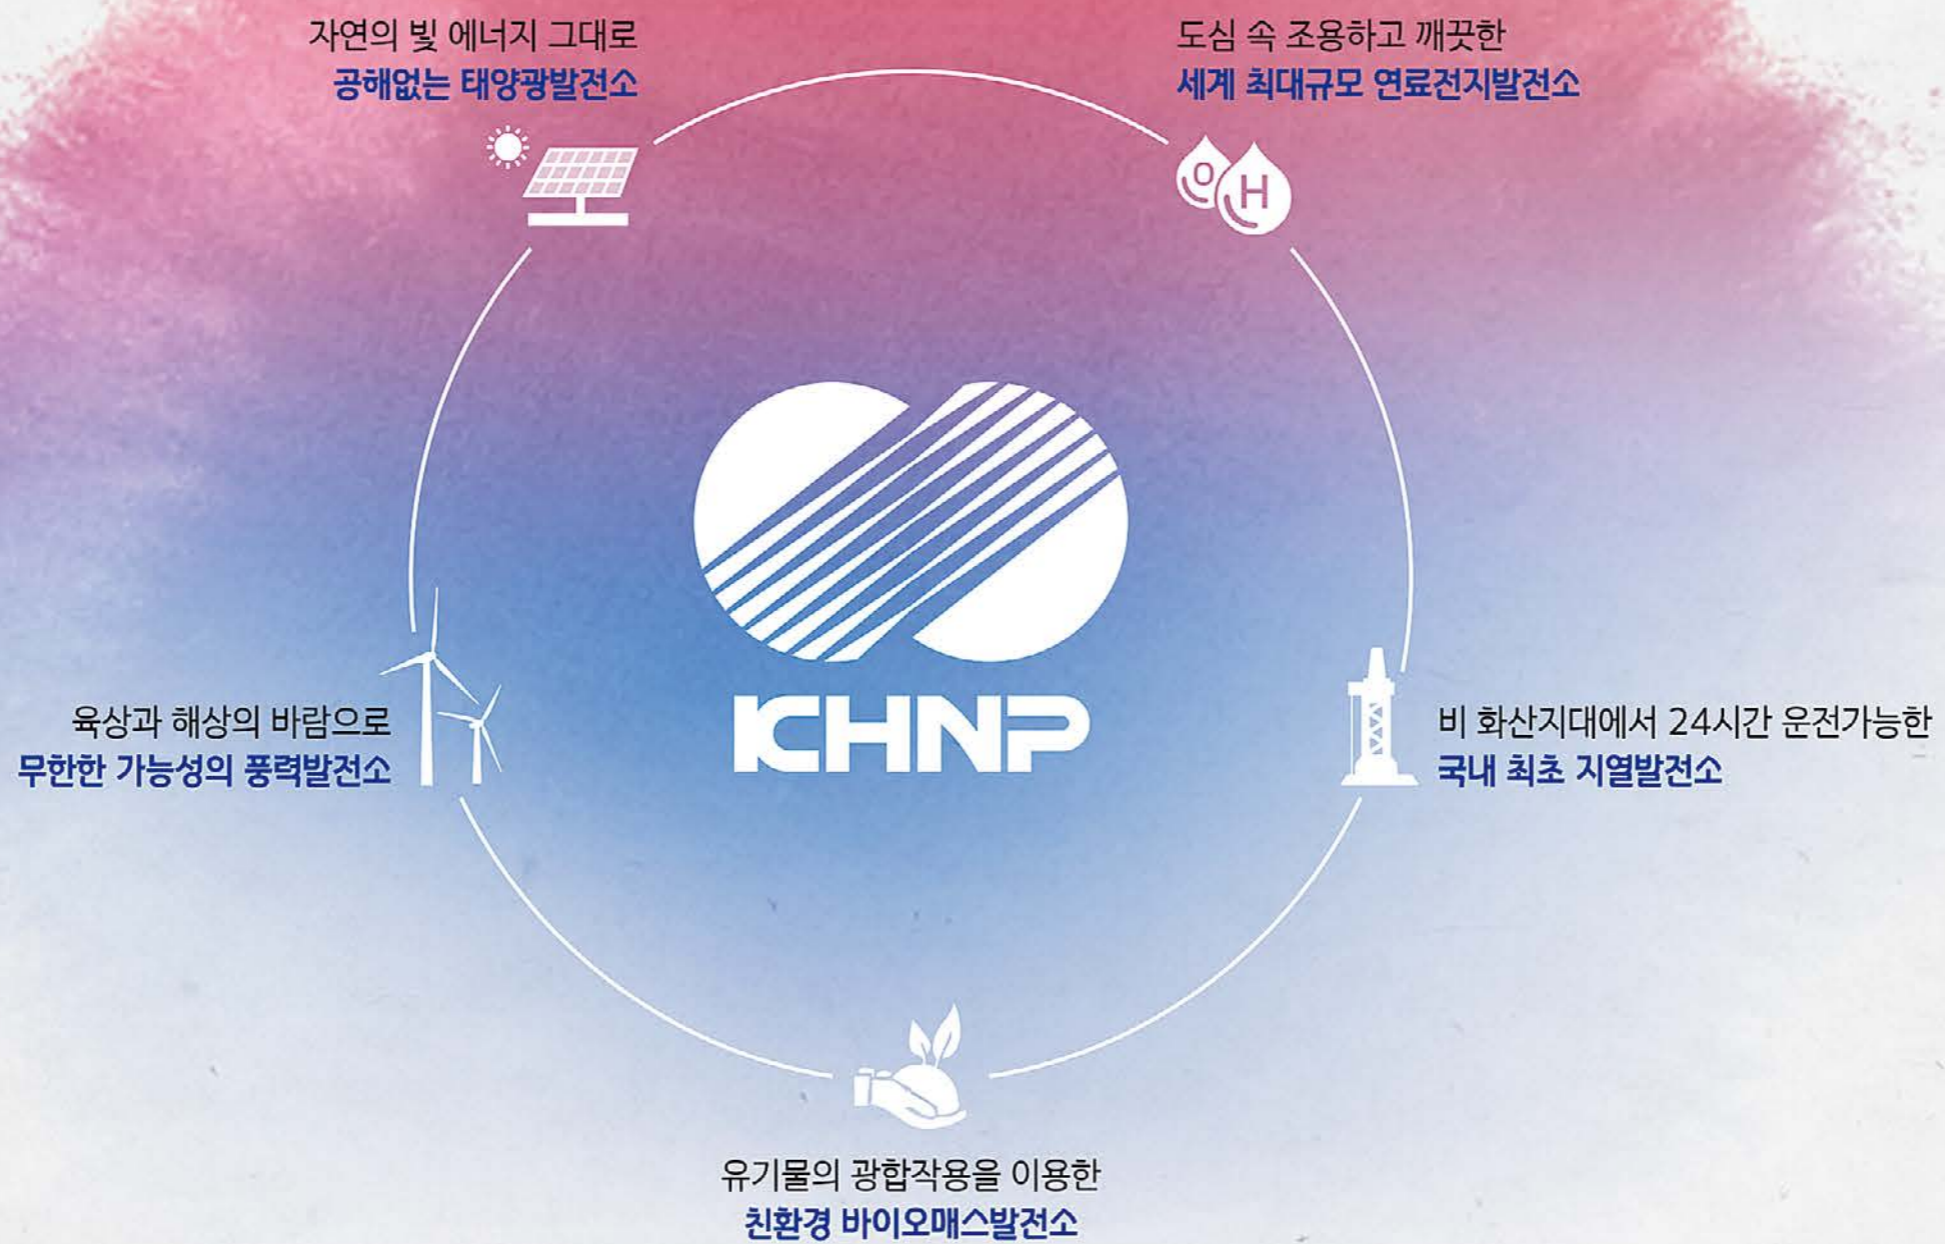 자연의 빛 에너지 그대로
공해없는 태양광발전소
도심 속 조용하고 깨끗한
세계 최대규모 연료전지발전소
O H
KHNP
육상과 해상의 바람으로
무한한 가능성의 풍력발전소
비 화산지대에서 24시간 운전가능한
국내 최초 지열발전소
유기물의 광합작용을 이용한
친환경 바이오매스발전소